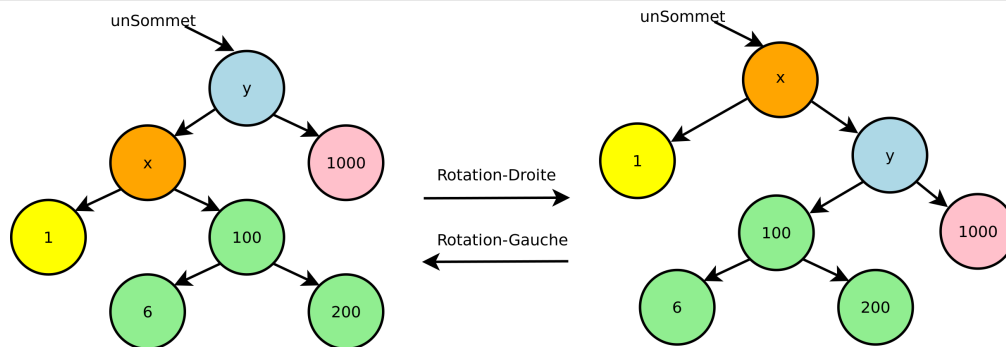 unSommet
y
x
1000
1
100
6
200
Rotation-Droite
Rotation-Gauche
unSommet
x
1
y
100
1000
6
200